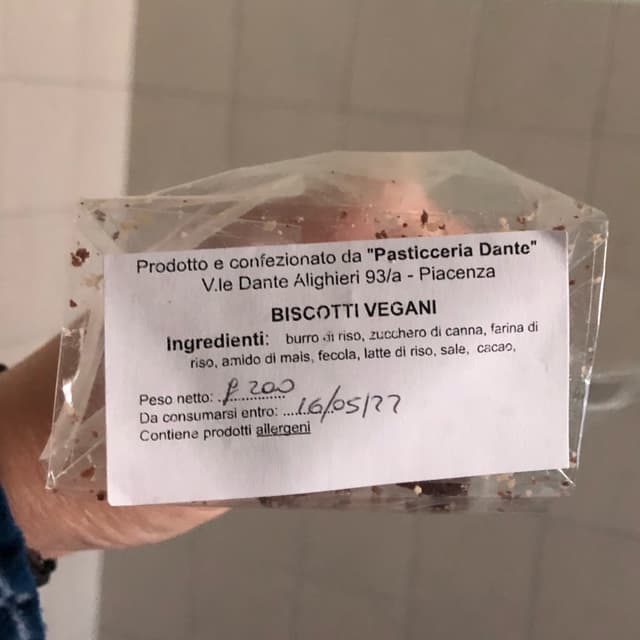 Prodotto e confezionato da "Pasticceria Dante"
V.le Dante Alighieri 93/a - Piacenza
BISCOTTI VEGANI
Ingredienti: burro di riso, zucchero di canna, farina di
riso, amido di mais, fecola, latte di riso, sale, cacao,
Peso netto: 200
Da consumarsi entro: ....16/05/22
Contiene prodotti allergeni